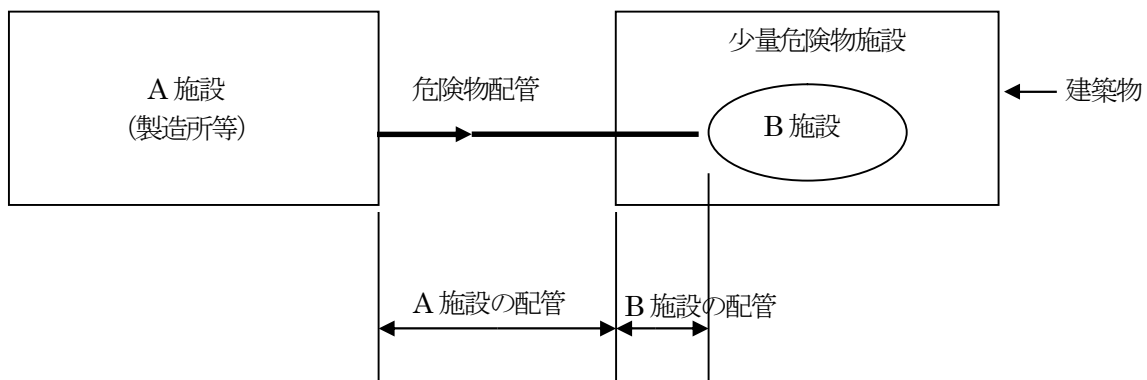 少量危険物施設
A 施設
(製造所等)
危険物配管
B 施設
建築物
A 施設の配管
B 施設の配管